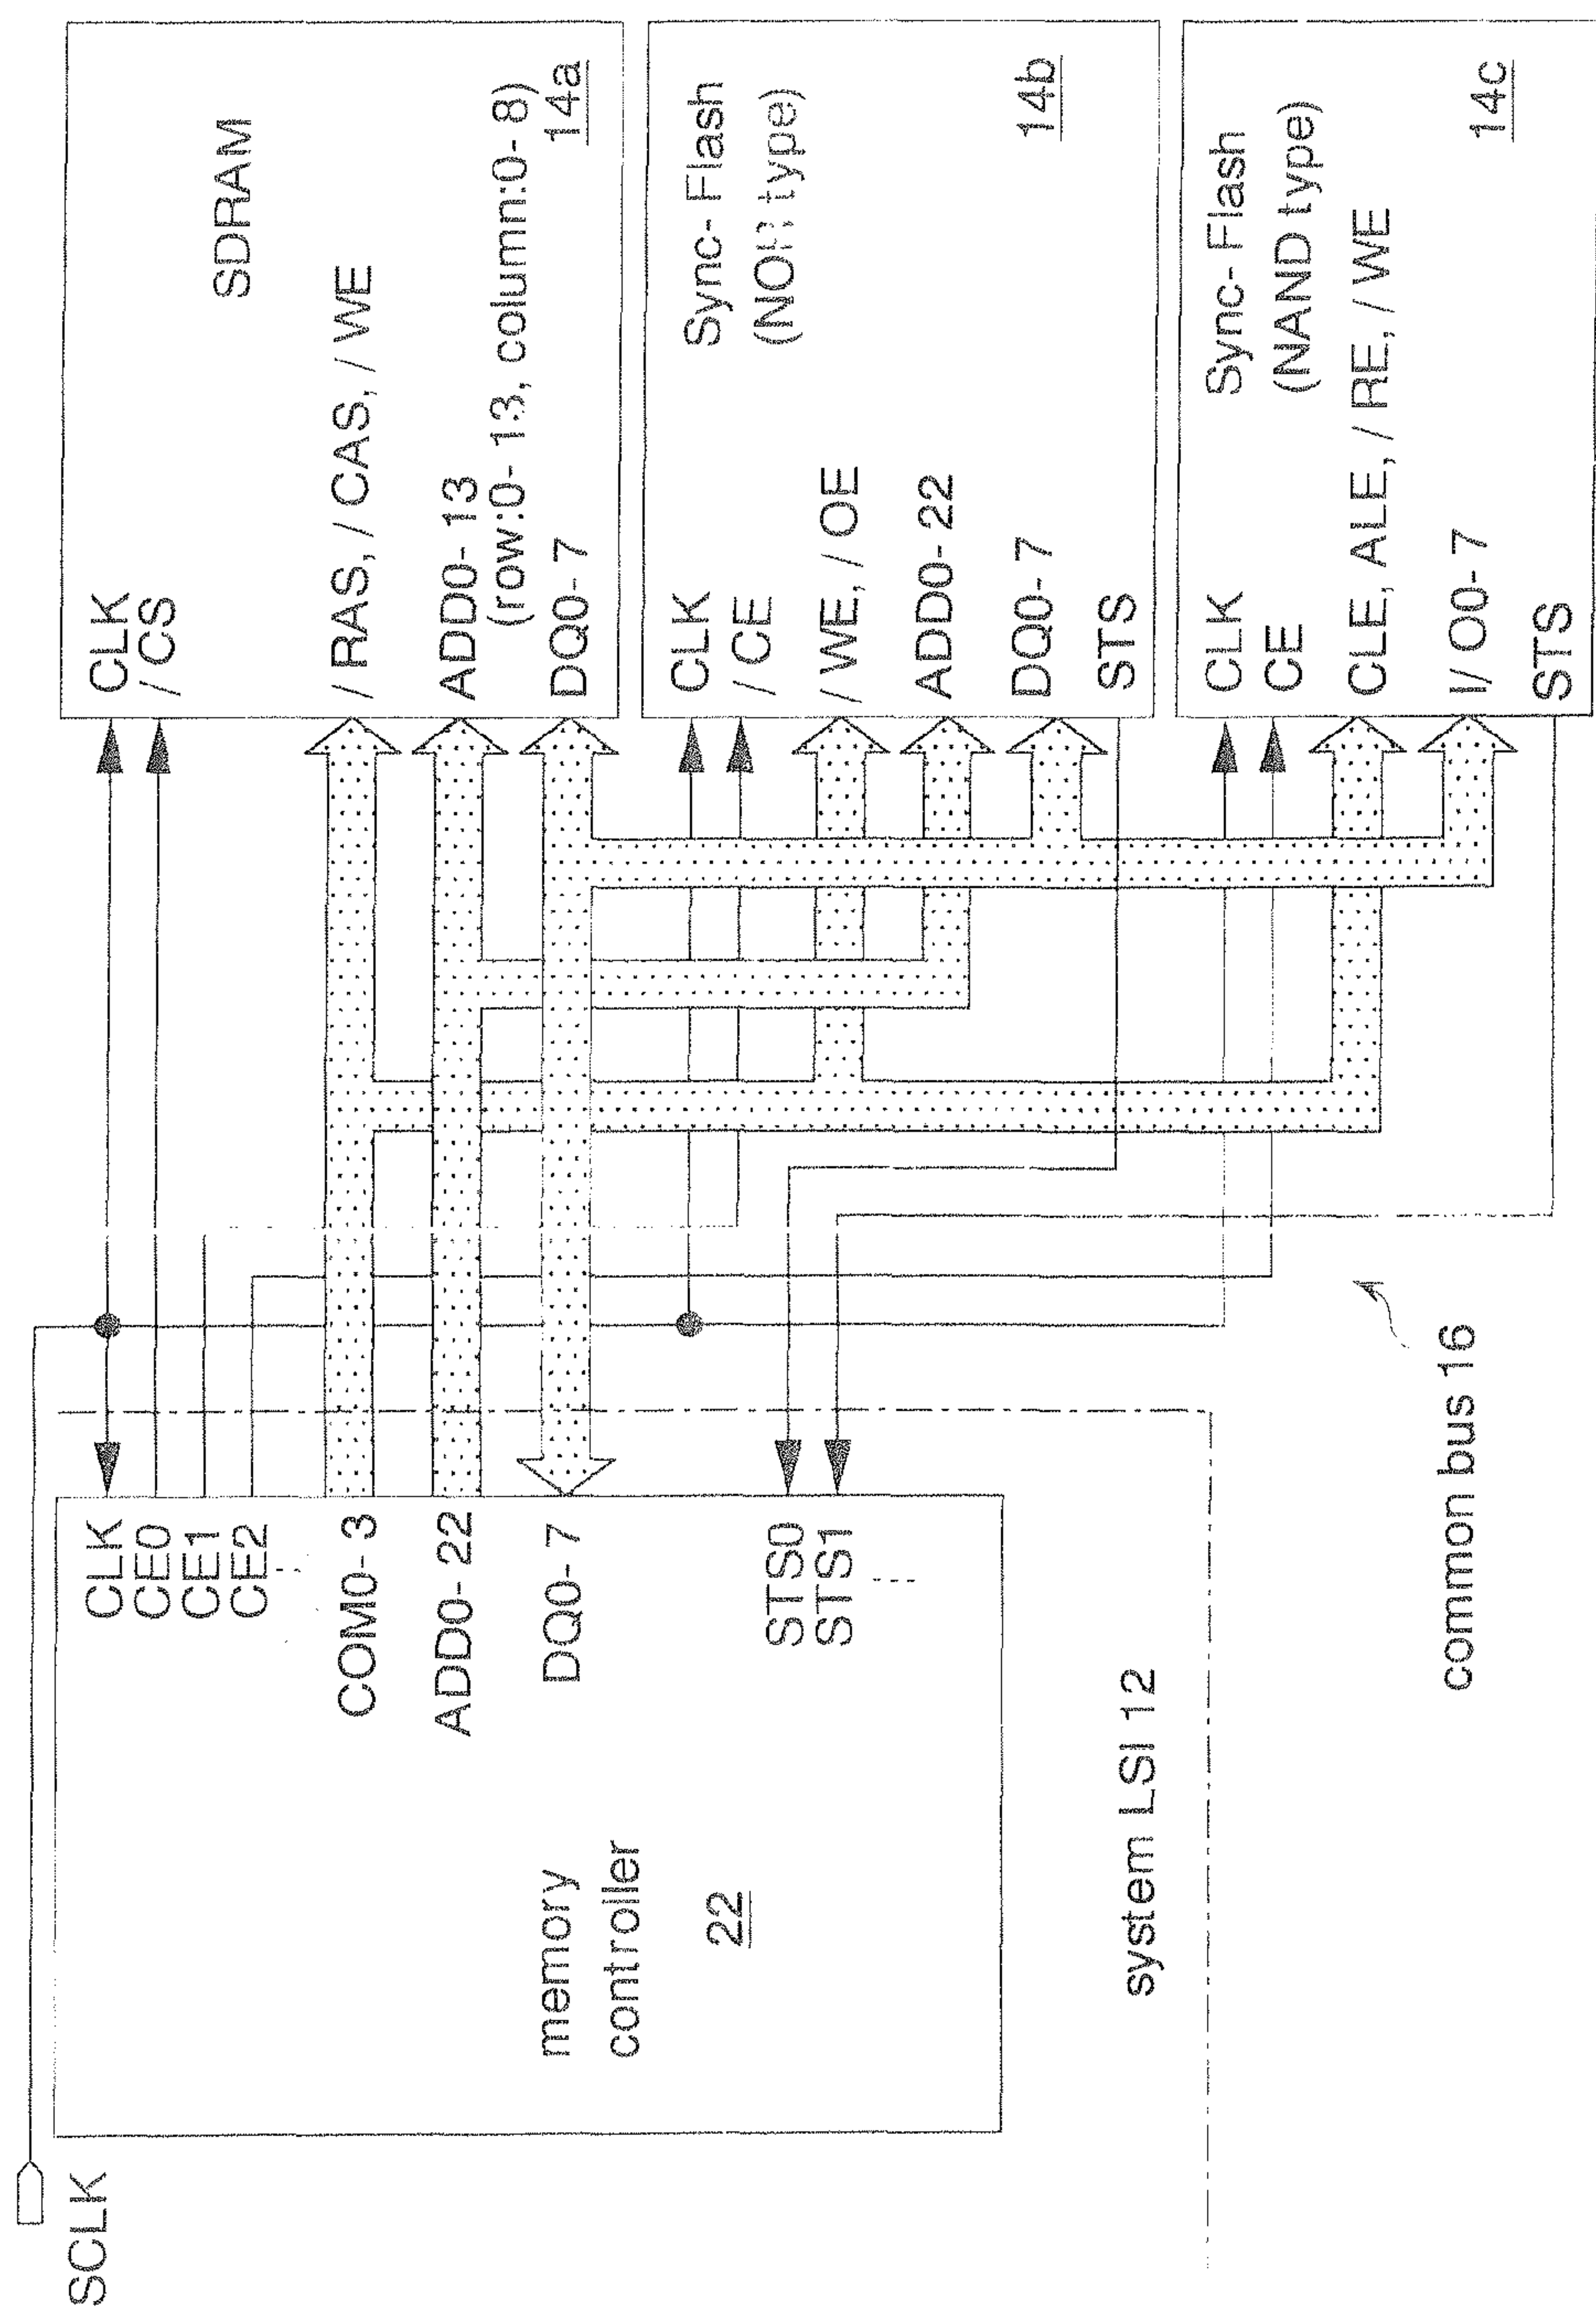 SCLK
CLK
CE0
CE1
CE2
COM0- 3
ADD0- 22
DQ0- 7
STS0
STS1
memory
controller
22
system LSI 12
common bus 16
CLK
/ CS
SDRAM
/ RAS, / CAS, / WE
ADD0- 13
(row:0- 13, column:0- 8)
DQ0- 7
14a
CLK
/ CE
Sync- Flash
(NOR type)
/ WE, / OE
ADD0- 22
DQ0- 7
14b
STS
CLK
CE
Sync- Flash
(NAND type)
CLE, ALE, / RE, / WE
I/ O0- 7
14c
STS